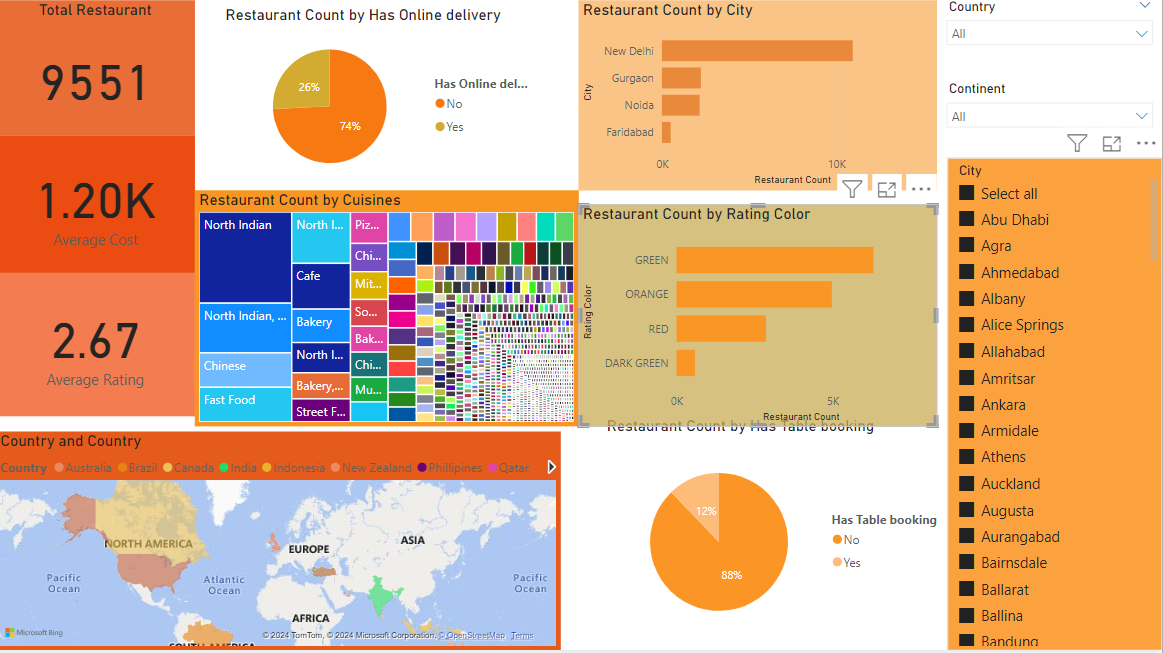 Total Restaurant
9551
1.20K
Average Cost
2.67
Average Rating
Restaurant Count by Has Online delivery
26%
74%
Has Online del...
No
Yes
Restaurant Count by City
City
New Delhi
Gurgaon
Noida
Faridabad
0K
10K
Restaurant Count
Country
All
Continent
All
Restaurant Count by Cuisines
North Indian
North Indian, ...
Chinese
Fast Food
North I...
Cafe
Bakery
North I...
Bakery,...
Street F...
Piz...
Chi...
Mit...
So...
Bak...
Chi...
Mu...
Restaurant Count by Rating Color
Rating Color
GREEN
ORANGE
RED
DARK GREEN
0K
5K
Restaurant Count
City
Select all
Abu Dhabi
Agra
Ahmedabad
Albany
Alice Springs
Allahabad
Amritsar
Ankara
Armidale
Athens
Auckland
Augusta
Aurangabad
Bairnsdale
Ballarat
Ballina
Bandung
Country and Country
Country Australia Brazil Canada India Indonesia New Zealand Phillipines Qatar
NORTH AMERICA
EUROPE
ASIA
Pacific
Ocean
Atlantic
Ocean
Pacific
Ocean
AFRICA
SOUTH AMERICA
Microsoft Bing
© 2024 TomTom, © 2024 Microsoft Corporation, © OpenStreetMap Terms
Restaurant Count by Has Table booking
12%
88%
Has Table booking
No
Yes